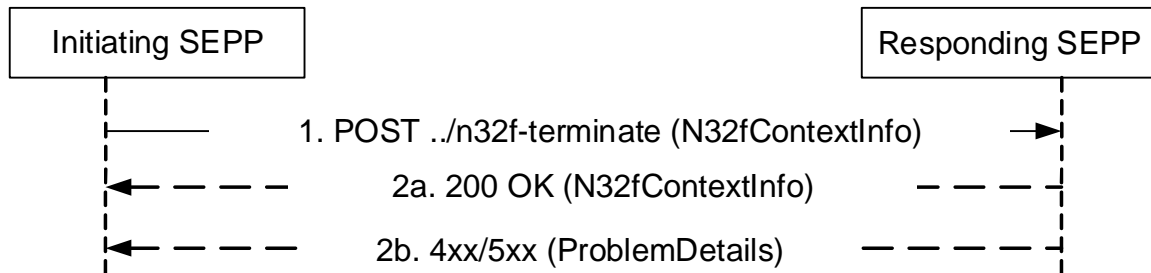 Initiating SEPP
Responding SEPP
1. POST ../n32f-terminate (N32fContextInfo)
2a. 200 OK (N32fContextInfo)
2b. 4xx/5xx (ProblemDetails)